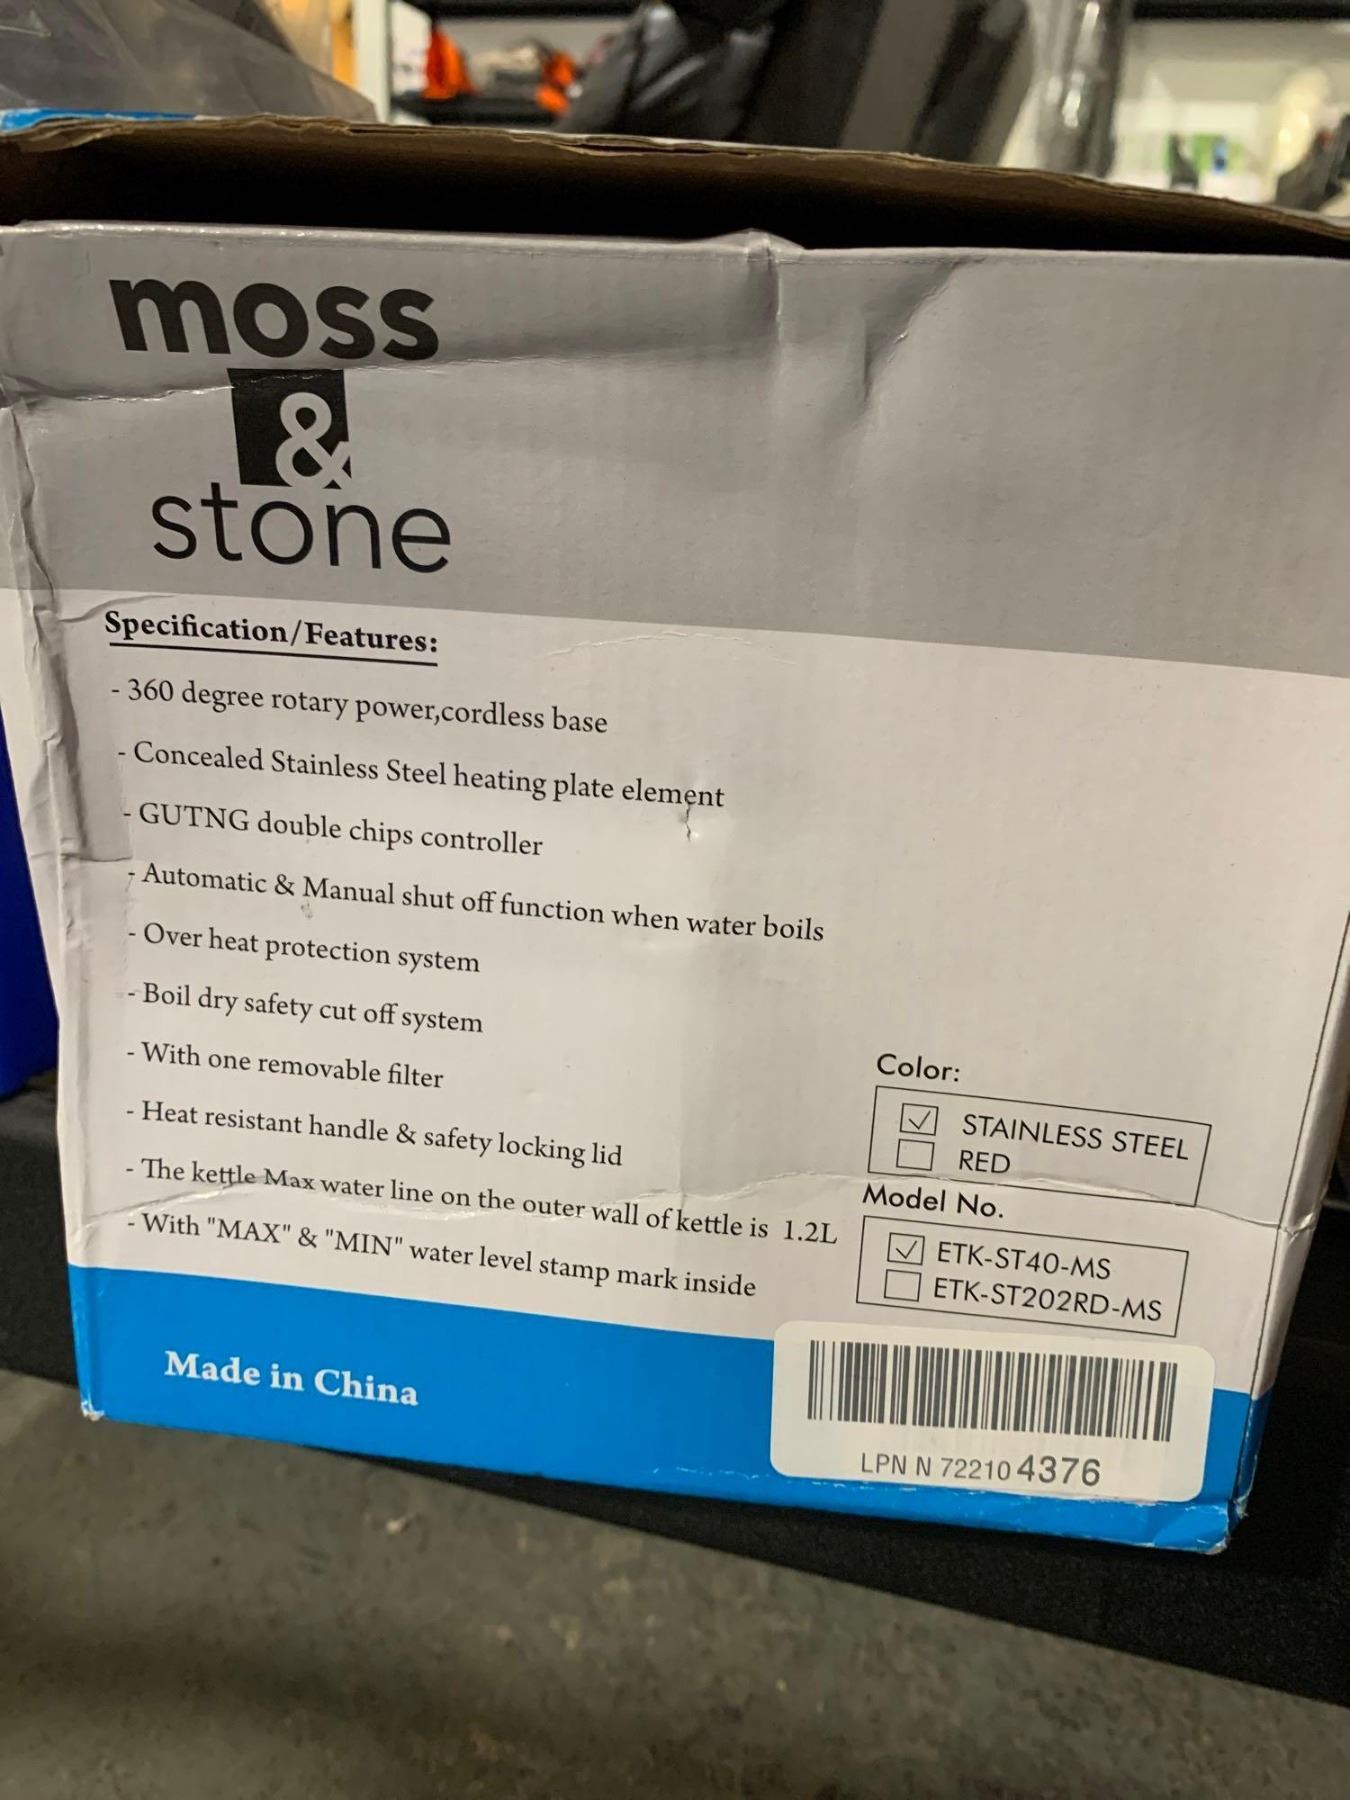 moss
&
stone
Specification/Features:
- 360 degree rotary power,cordless base
- Concealed Stainless Steel heating plate element
- GUTNG double chips controller
- Automatic & Manual shut off function when water boils
- Over heat protection system
- Boil dry safety cut off system
- With one removable filter
- Heat resistant handle & safety locking lid
- The kettle Max water line on the outer wall of kettle is 1.2L
- With "MAX" & "MIN" water level stamp mark inside
Color:
STAINLESS STEEL
RED
Model No.
ETK-ST40-MS
ETK-ST202RD-MS
Made in China
LPN N 72210 4376